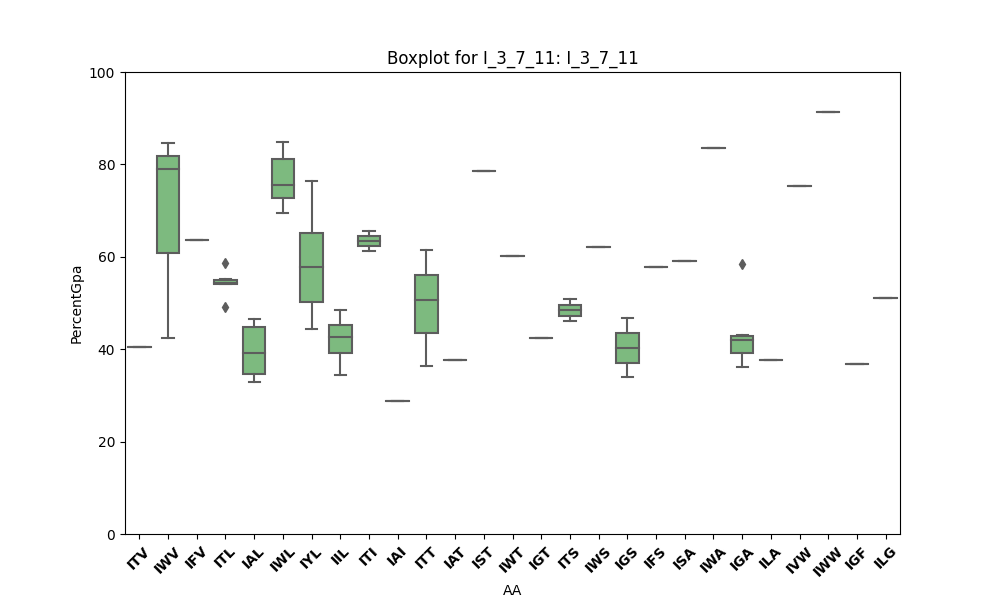 Boxplot for I_3_7_11: I_3_7_11
100
80
60
40
20
0
PercentGpa
ITV IWV IFV ITL IAL IWL IYL IIL ITI IAI ITT IAT IST IWT IGT ITS IWS IGS IFS ISA IWA IGA ILA IVW IWW IGF ILG
AA